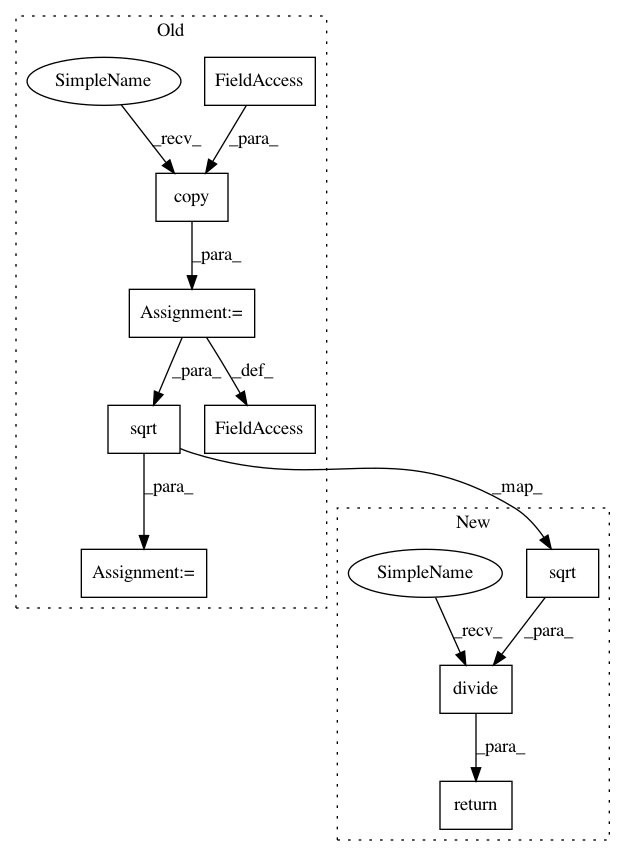 Old
SimpleName
FieldAccess
_recv_
_para_
copy
_para_
Assignment:=
_para_
_def_
sqrt
FieldAccess
_para_
_map_
New
Assignment:=
SimpleName
sqrt
_recv_
_para_
divide
_para_
return